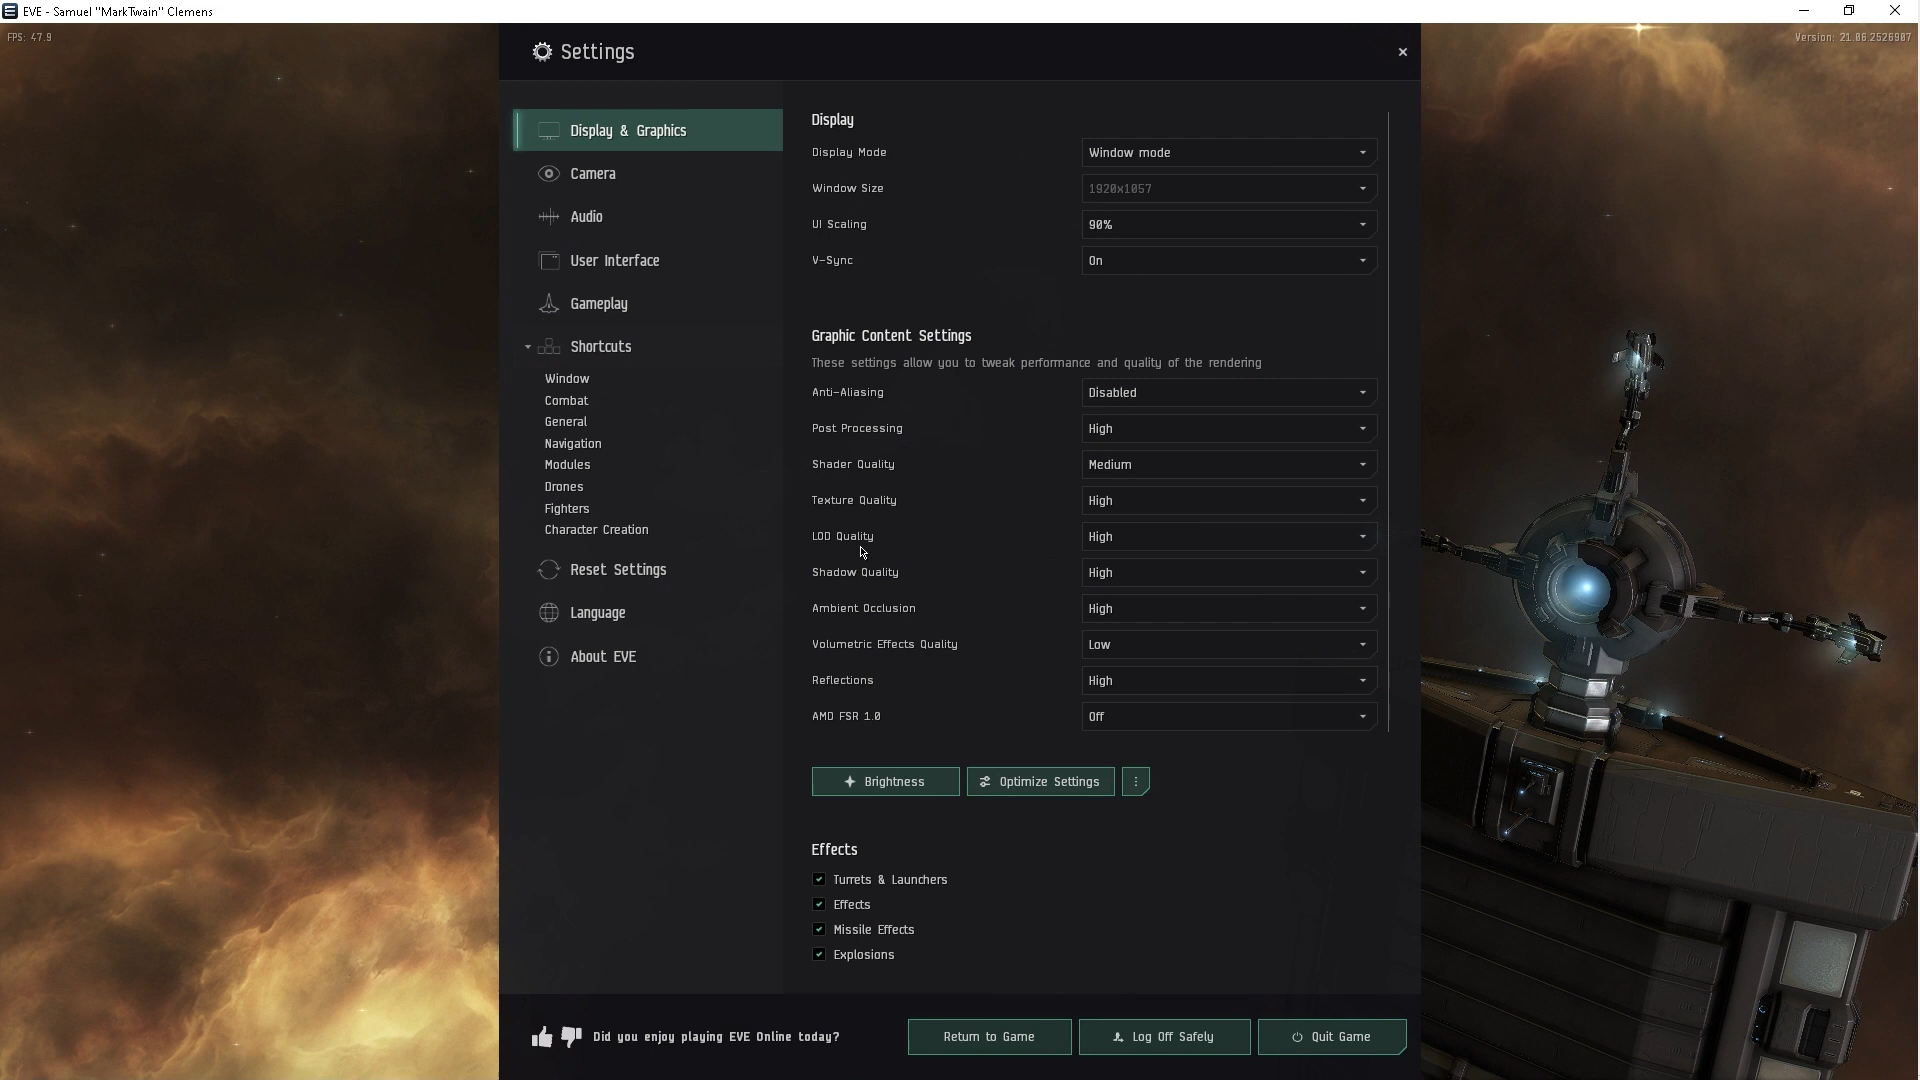 EVE - Samuel "MarkTwain" Clemens
FPS: 47.9
Version: 21.06.2526907
Settings
Display & Graphics
Camera
Audio
User Interface
Gameplay
Shortcuts
Window
Combat
General
Navigation
Modules
Drones
Fighters
Character Creation
Reset Settings
Language
About EVE
Display
Display Mode Window mode
Window Size 1920x1057
UI Scaling 90%
V-Sync On
Graphic Content Settings
These settings allow you to tweak performance and quality of the rendering
Anti-Aliasing Disabled
Post Processing High
Shader Quality Medium
Texture Quality High
LOD Quality High
Shadow Quality High
Ambient Occlusion High
Volumetric Effects Quality Low
Reflections High
AMD FSR 1.0 Off
Brightness Optimize Settings
Effects
Turrets & Launchers
Effects
Missile Effects
Explosions
Did you enjoy playing EVE Online today? Return to Game Log Off Safely Quit Game